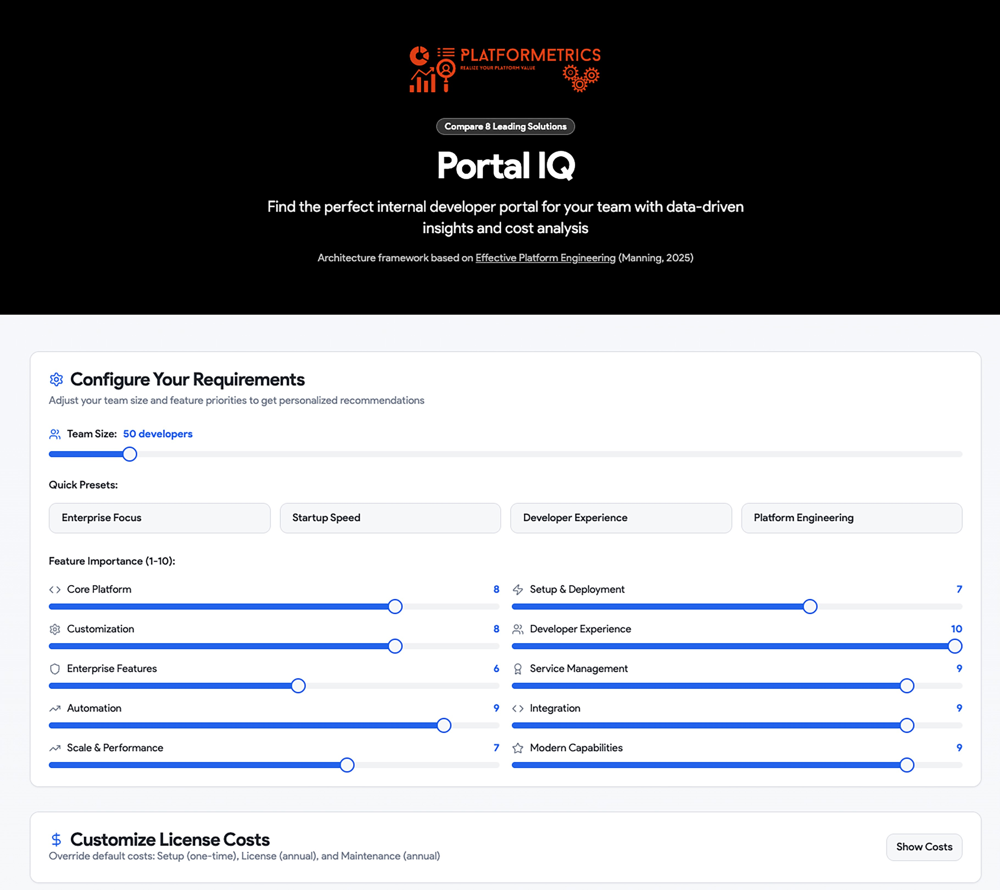 PLATFORMETRICS
REALIZE YOUR PLATFORM VALUE
Compare 8 Leading Solutions
Portal IQ
Find the perfect internal developer portal for your team with data-driven
insights and cost analysis
Architecture framework based on Effective Platform Engineering (Manning, 2025)
Configure Your Requirements
Adjust your team size and feature priorities to get personalized recommendations
Team Size: 50 developers
Quick Presets:
Enterprise Focus
Startup Speed
Developer Experience
Platform Engineering
Feature Importance (1-10):
Core Platform 8
Setup & Deployment 7
Customization 8
Developer Experience 10
Enterprise Features 6
Service Management 9
Automation 9
Integration 9
Scale & Performance 7
Modern Capabilities 9
$ Customize License Costs
Override default costs: Setup (one-time), License (annual), and Maintenance (annual)
Show Costs